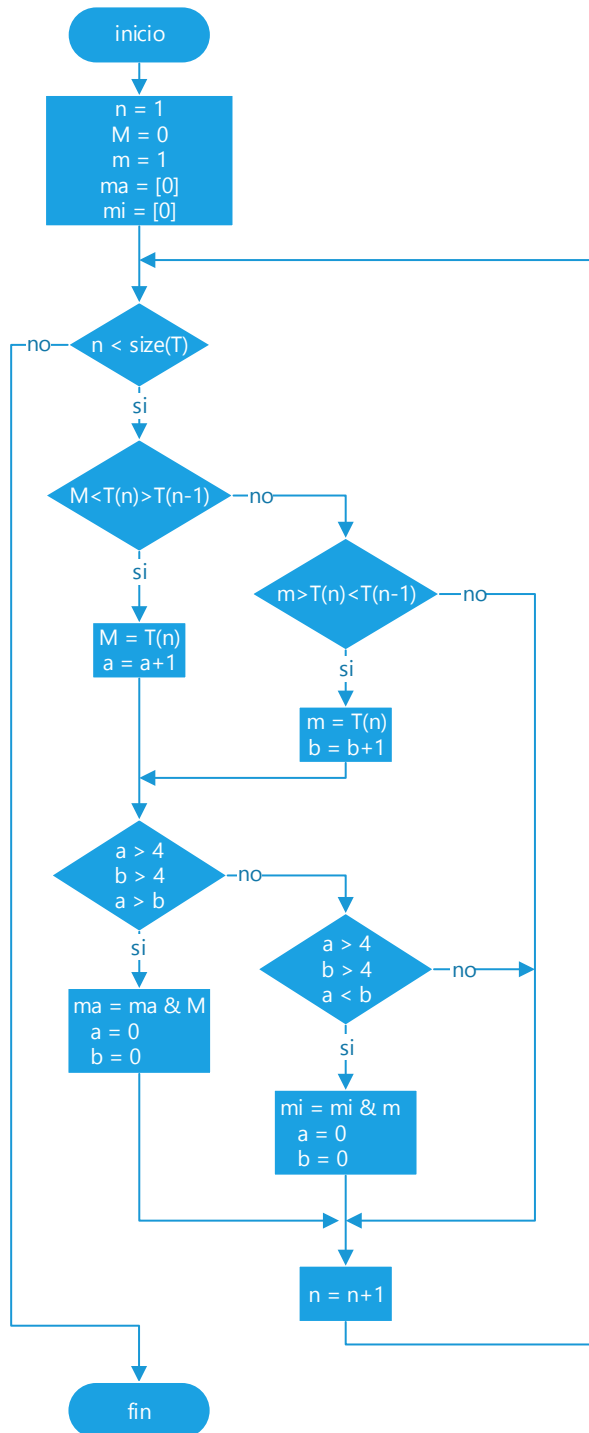 inicio
n = 1
M = 0
m = 1
ma = [0]
mi = [0]
n < size(T)
no
si
M<T(n)>T(n-1)
no
si
m>T(n)<T(n-1)
no
M = T(n)
a = a+1
si
m = T(n)
b = b+1
a > 4
b > 4
a > b
no
si
a > 4
b > 4
a < b
no
ma = ma & M
a = 0
b = 0
si
mi = mi & m
a = 0
b = 0
n = n+1
fin